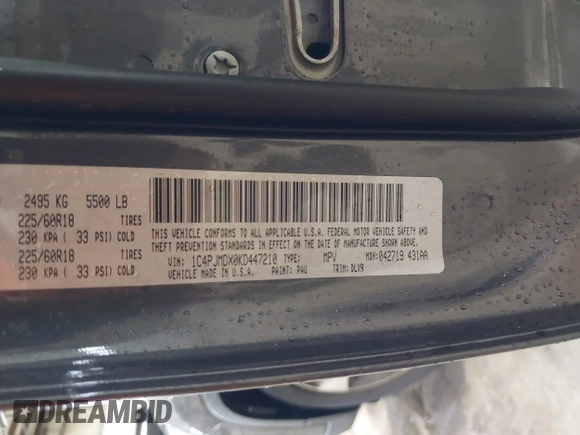 2495 KG 5500 LB
225/60R18 TIRES
230 KPA ( 33 PSI) COLD
225/60R18 TIRES
230 KPA ( 33 PSI) COLD
THIS VEHICLE CONFORMS TO ALL APPLICABLE U.S.A. FEDERAL MOTOR VEHICLE SAFETY AND
THEFT PREVENTION STANDARDS IN EFFECT ON THE DATE OF MANUFACTURE SHOWN ABOVE.
VIN: 1C4PJMDX0KD447210 TYPE: MPV MDH: 042719 431AA
VEHICLE MADE IN U.S.A. PAINT: PAU TRIM: DLX9
DREAMBID